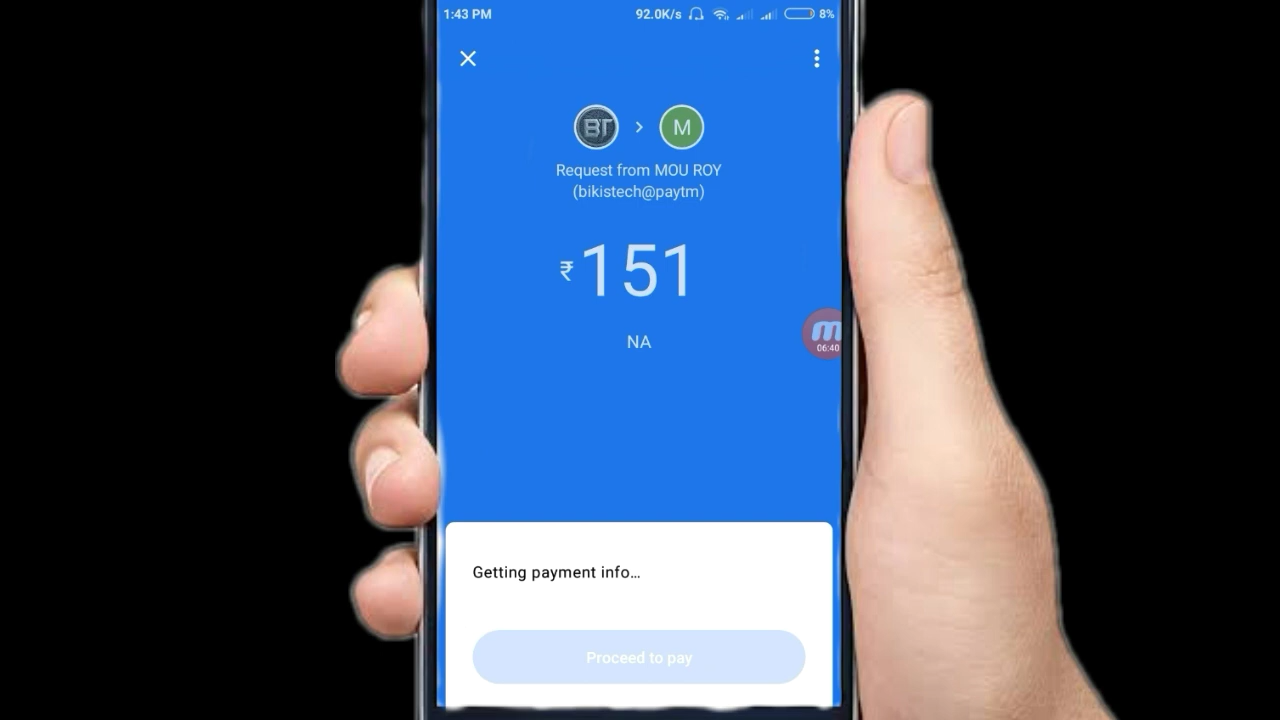 1:43 PM 92.0K/s 8%
BT
M
Request from MOU ROY
(bikistech@paytm)
₹151
NA
m
06:40
Getting payment info…
Proceed to pay